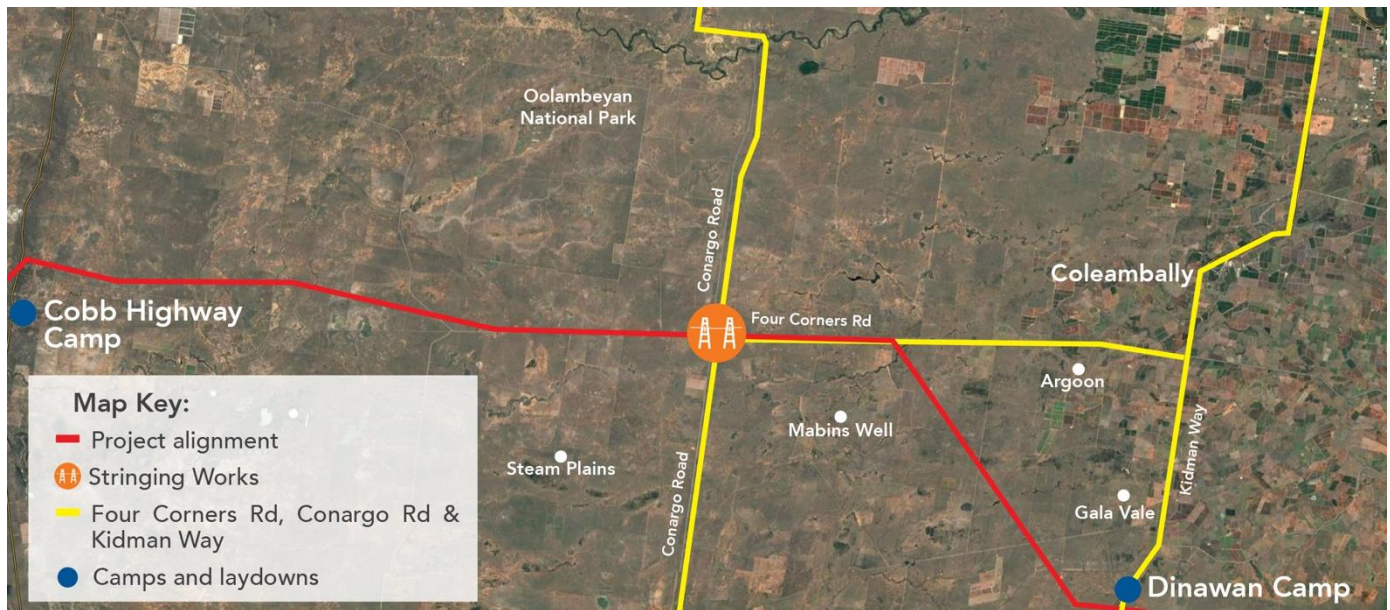 Oolambeyan
National Park
Conargo Road
Coleambally
Four Corners Rd
Cobb Highway
Camp
Argoon
Mabins Well
Kidman Way
Steam Plains
Conargo Road
Gala Vale
Dinawan Camp
Map Key:
Project alignment
Stringing Works
Four Corners Rd, Conargo Rd &
Kidman Way
Camps and laydowns